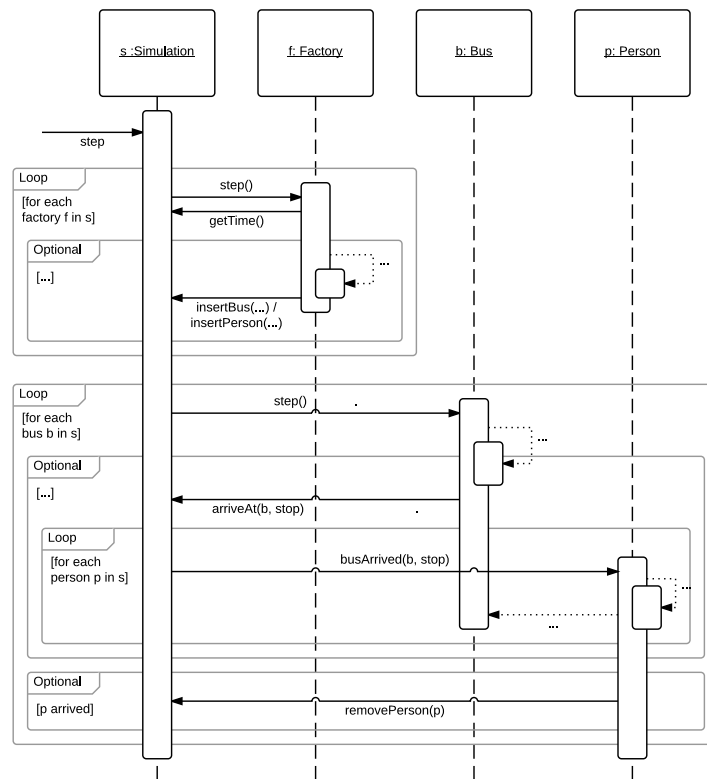 s :Simulation
f: Factory
b: Bus
p: Person
step
Loop
[for each
factory f in s]
step()
getTime()
Optional
[...]
...
insertBus(...) /
insertPerson(...)
Loop
[for each
bus b in s]
step()
.
...
Optional
[...]
arriveAt(b, stop)
.
Loop
[for each
person p in s]
busArrived(b, stop)
...
...
Optional
[p arrived]
removePerson(p)